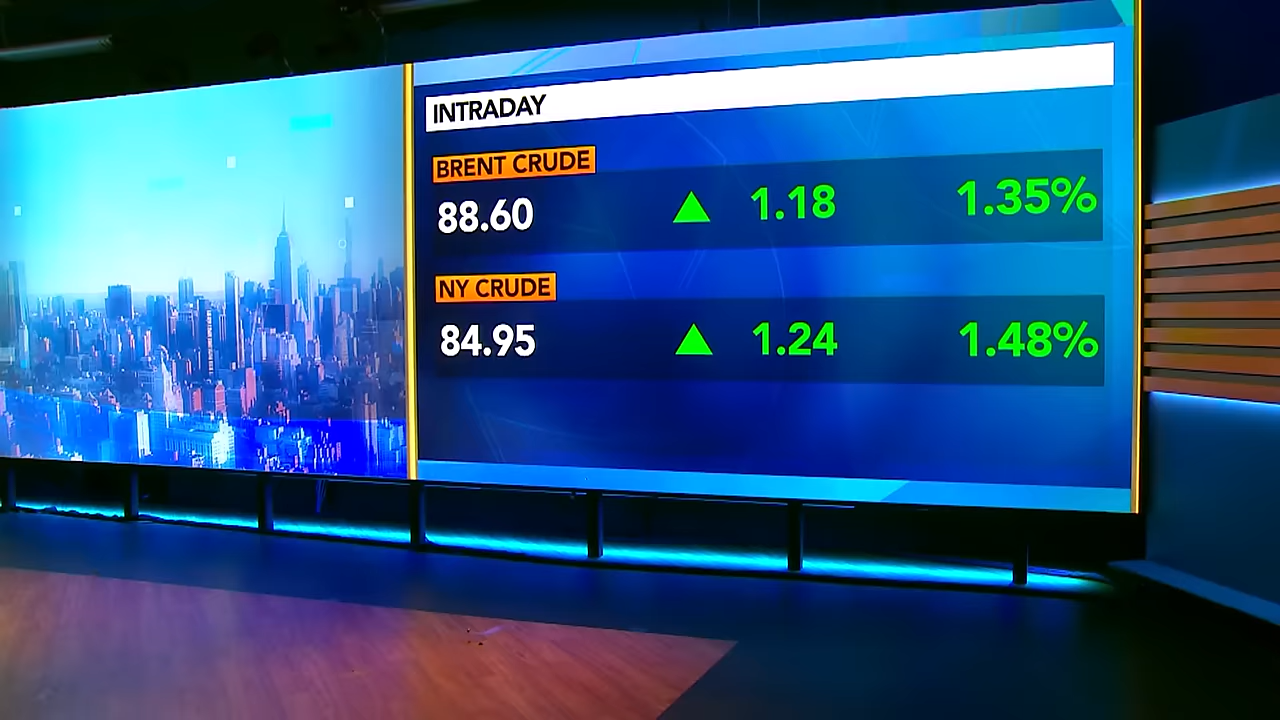 INTRADAY
BRENT CRUDE
88.60 ▲ 1.18 1.35%
NY CRUDE
84.95 ▲ 1.24 1.48%